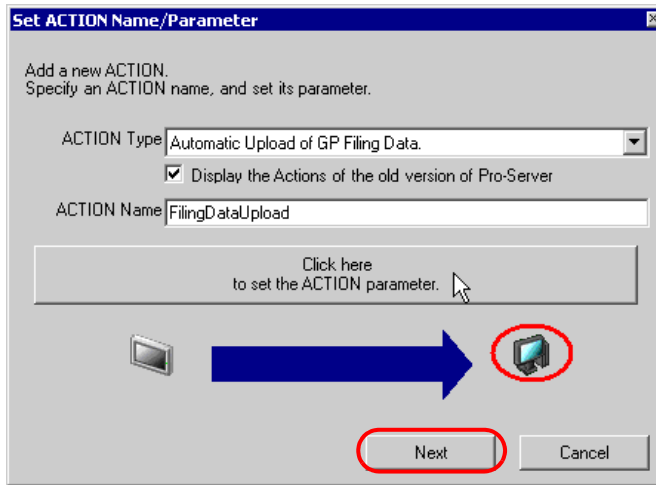 Set ACTION Name/Parameter
Add a new ACTION.
Specify an ACTION name, and set its parameter.
ACTION Type Automatic Upload of GP Filing Data.
Display the Actions of the old version of Pro-Server
ACTION Name FilingDataUpload
Click here
to set the ACTION parameter.
Next Cancel